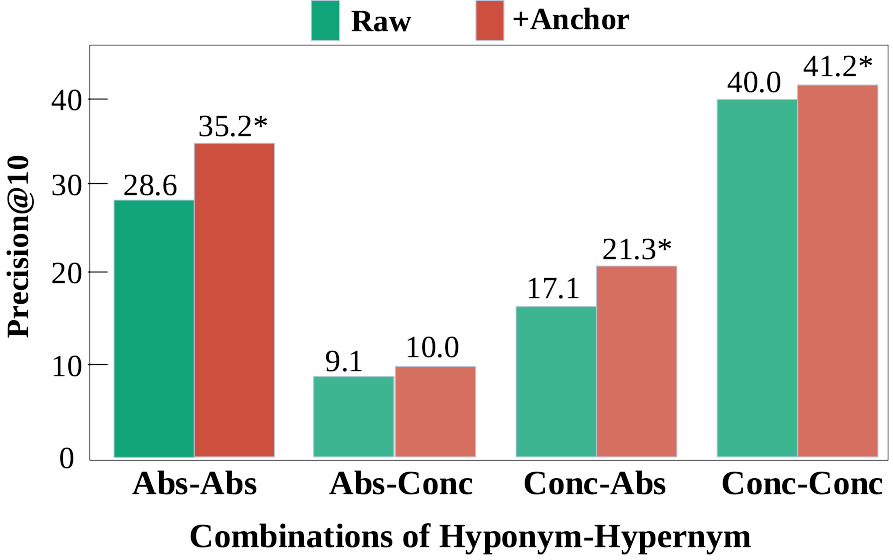 Raw +Anchor
Precision@10
40
30
20
10
0
28.6 35.2*
9.1 10.0
17.1 21.3*
40.0 41.2*
Abs-Abs Abs-Conc Conc-Abs Conc-Conc
Combinations of Hyponym-Hypernym